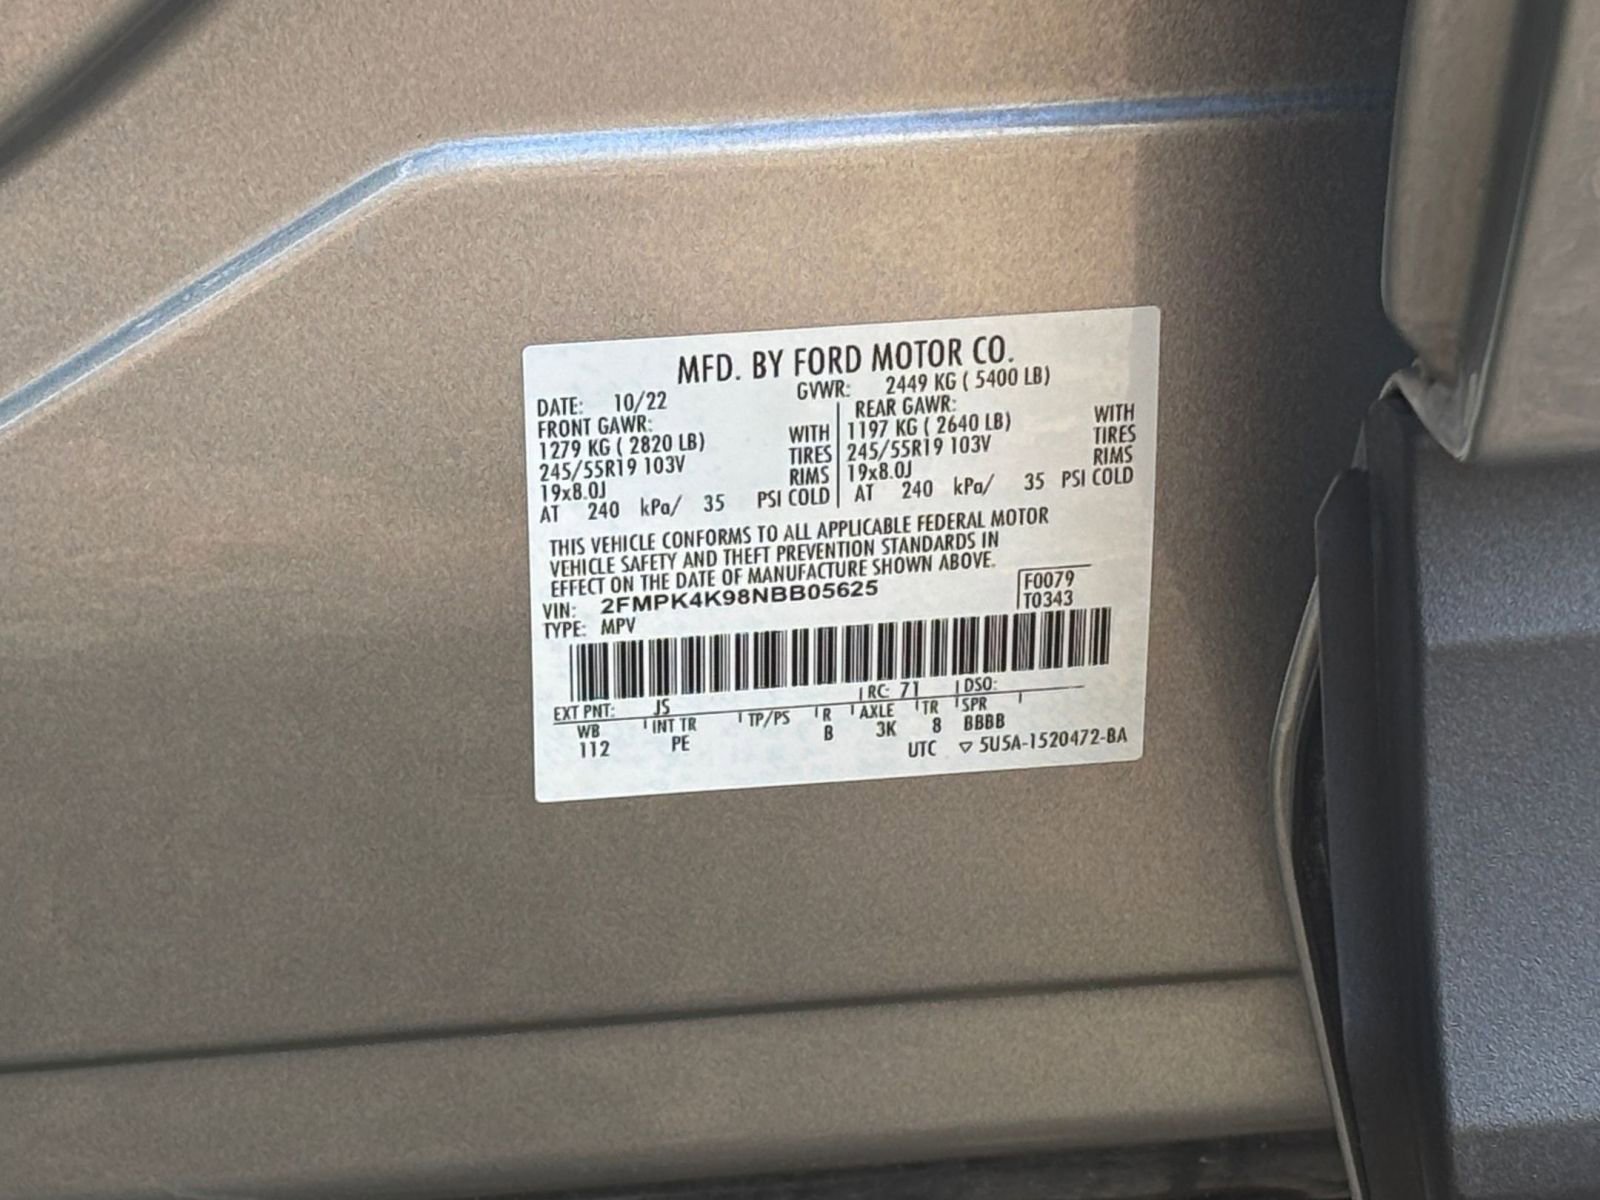 MFD. BY FORD MOTOR CO.
DATE: 10/22 GVWR: 2449 KG ( 5400 LB)
FRONT GAWR: REAR GAWR:
1279 KG ( 2820 LB) WITH 1197 KG ( 2640 LB) WITH
245/55R19 103V TIRES 245/55R19 103V TIRES
19x8.0J RIMS 19x8.0J RIMS
AT 240 kPa/ 35 PSI COLD AT 240 kPa/ 35 PSI COLD
THIS VEHICLE CONFORMS TO ALL APPLICABLE FEDERAL MOTOR
VEHICLE SAFETY AND THEFT PREVENTION STANDARDS IN
EFFECT ON THE DATE OF MANUFACTURE SHOWN ABOVE.
VIN: 2FMPK4K98NBB05625 F0079
TYPE: MPV T0343
EXT PNT: JS RC: 71 DSO:
WB INT TR TP/PS R AXLE TR SPR
112 PE B 3K 8 BBBB
UTC ▽ 5U5A-1520472-BA